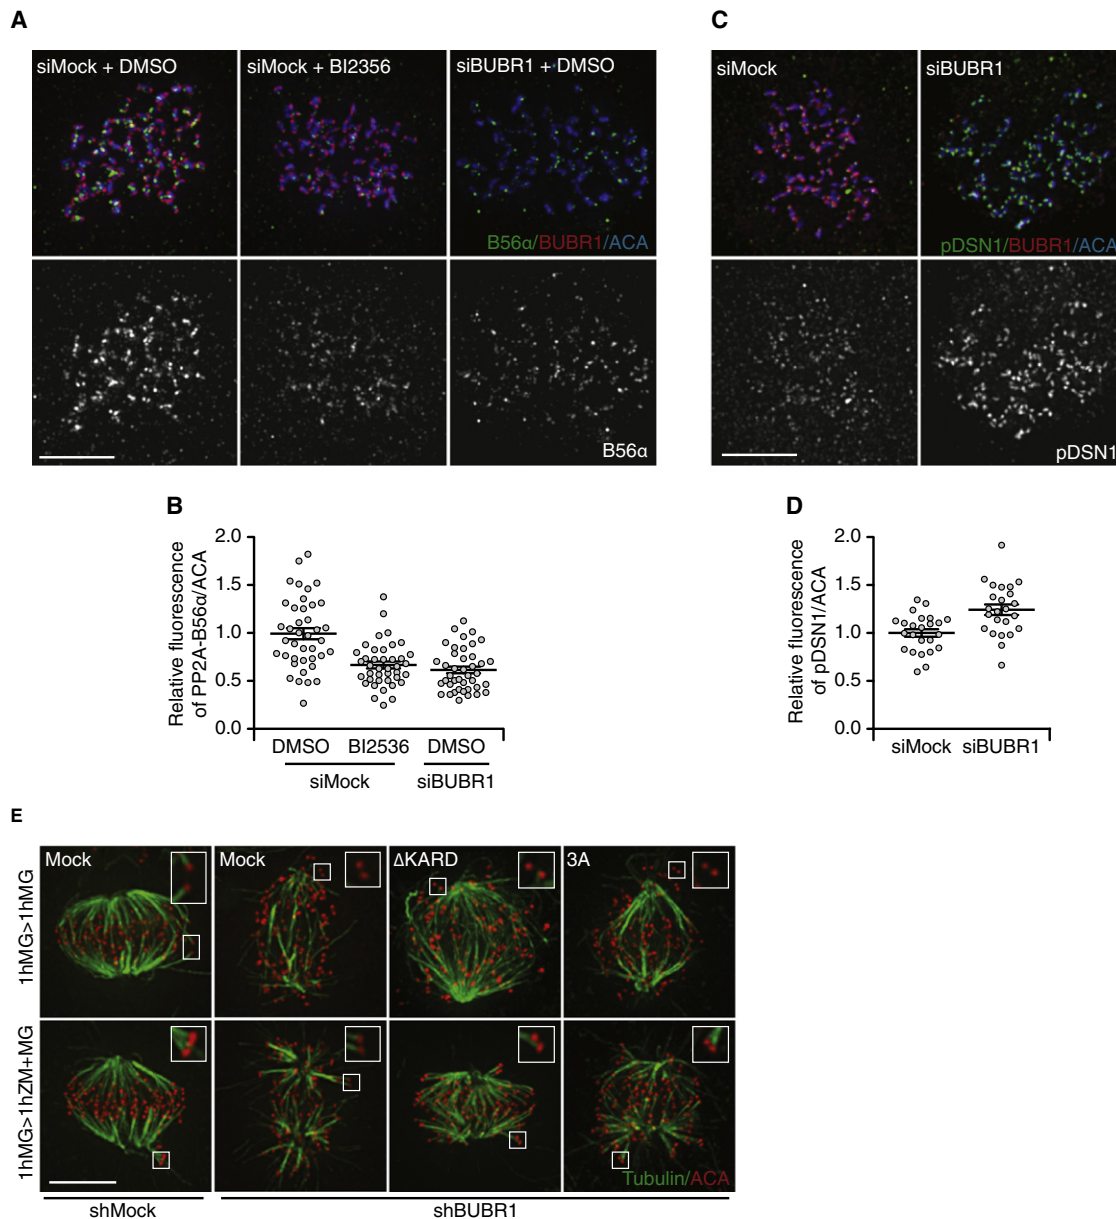 A
C
siMock + DMSO
siMock + BI2356
siBUBR1 + DMSO
siMock
siBUBR1
B56α/BUBR1/ACA
pDSN1/BUBR1/ACA
B56α
pDSN1
B
D
Relative fluorescence
of PP2A-B56α/ACA
2.0
1.5
1.0
0.5
0.0
DMSO
BI2536
DMSO
siMock
siBUBR1
Relative fluorescence
of pDSN1/ACA
2.0
1.5
1.0
0.5
0.0
siMock
siBUBR1
E
1hMG>1hMG
Mock
Mock
ΔKARD
3A
1hMG>1hZM+MG
Tubulin/ACA
shMock
shBUBR1